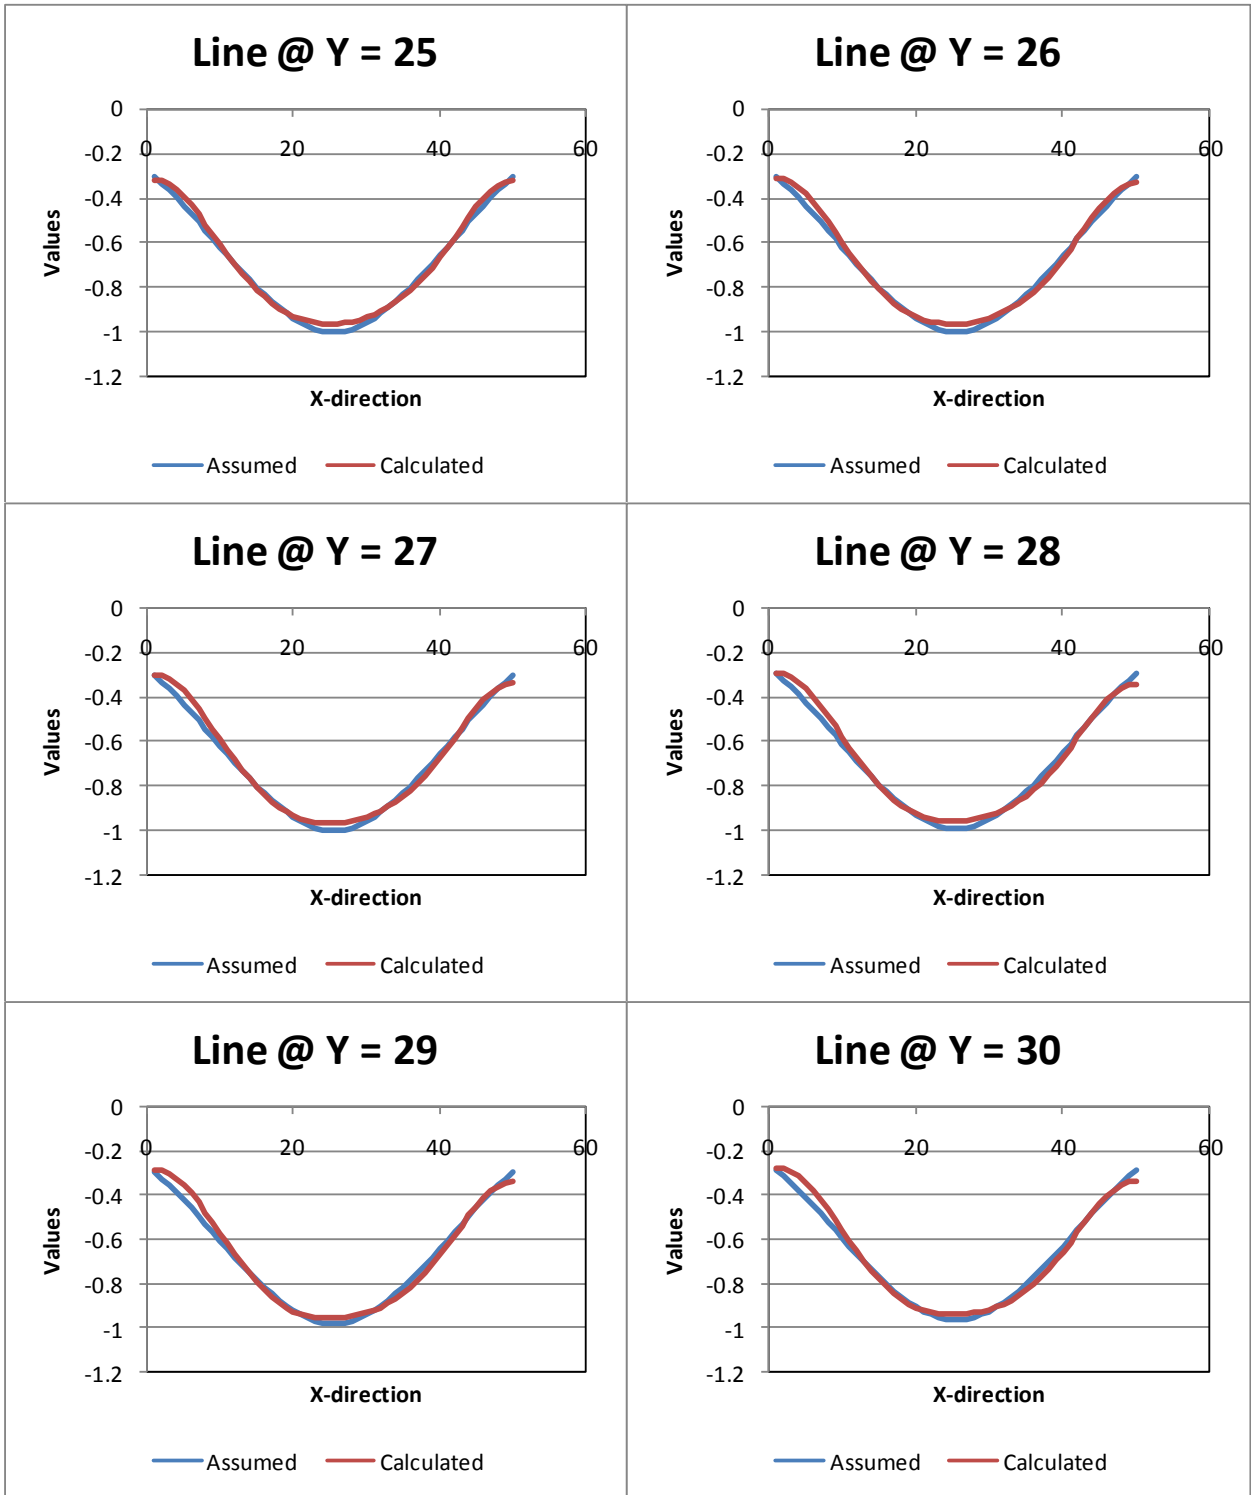 Line @ Y = 25
0
-0.2
-0.4
-0.6
-0.8
-1
-1.2
0 20 40 60
Values
X-direction
Assumed Calculated
Line @ Y = 26
0
-0.2
-0.4
-0.6
-0.8
-1
-1.2
0 20 40 60
Values
X-direction
Assumed Calculated
Line @ Y = 27
0
-0.2
-0.4
-0.6
-0.8
-1
-1.2
0 20 40 60
Values
X-direction
Assumed Calculated
Line @ Y = 28
0
-0.2
-0.4
-0.6
-0.8
-1
-1.2
0 20 40 60
Values
X-direction
Assumed Calculated
Line @ Y = 29
0
-0.2
-0.4
-0.6
-0.8
-1
-1.2
0 20 40 60
Values
X-direction
Assumed Calculated
Line @ Y = 30
0
-0.2
-0.4
-0.6
-0.8
-1
-1.2
0 20 40 60
Values
X-direction
Assumed Calculated